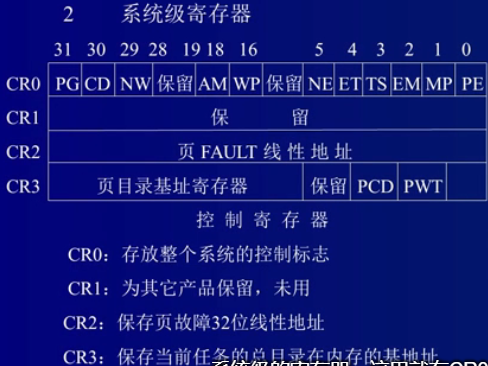 2 系统级寄存器
31 30 29 28 19 18 16 5 4 3 2 1 0
CR0 PG CD NW 保留 AM WP 保留 NE ET TS EM MP PE
CR1 保 留
CR2 页 FAULT 线性地址
CR3 页目录基址寄存器 保留 PCD PWT
控制寄存器
CR0：存放整个系统的控制标志
CR1：为其它产品保留，未用
CR2：保存页故障32位线性地址
CR3：保存当前任务的总目录在内存的基地址